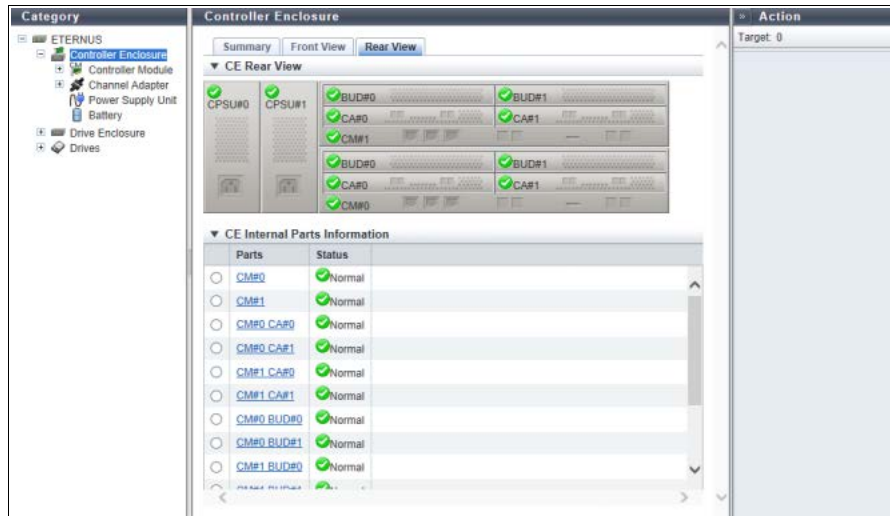 Category
ETERNUS
Controller Enclosure
Controller Module
Channel Adapter
Power Supply Unit
Battery
Drive Enclosure
Drives
Controller Enclosure
Summary Front View Rear View
▼ CE Rear View
CPSU#0 CPSU#1
BUD#0 BUD#1
CA#0 CA#1
CM#1
BUD#0 BUD#1
CA#0 CA#1
CM#0
▼ CE Internal Parts Information
Parts Status
CM#0 Normal
CM#1 Normal
CM#0 CA#0 Normal
CM#0 CA#1 Normal
CM#1 CA#0 Normal
CM#1 CA#1 Normal
CM#0 BUD#0 Normal
CM#0 BUD#1 Normal
CM#1 BUD#0 Normal
» Action
Target: 0